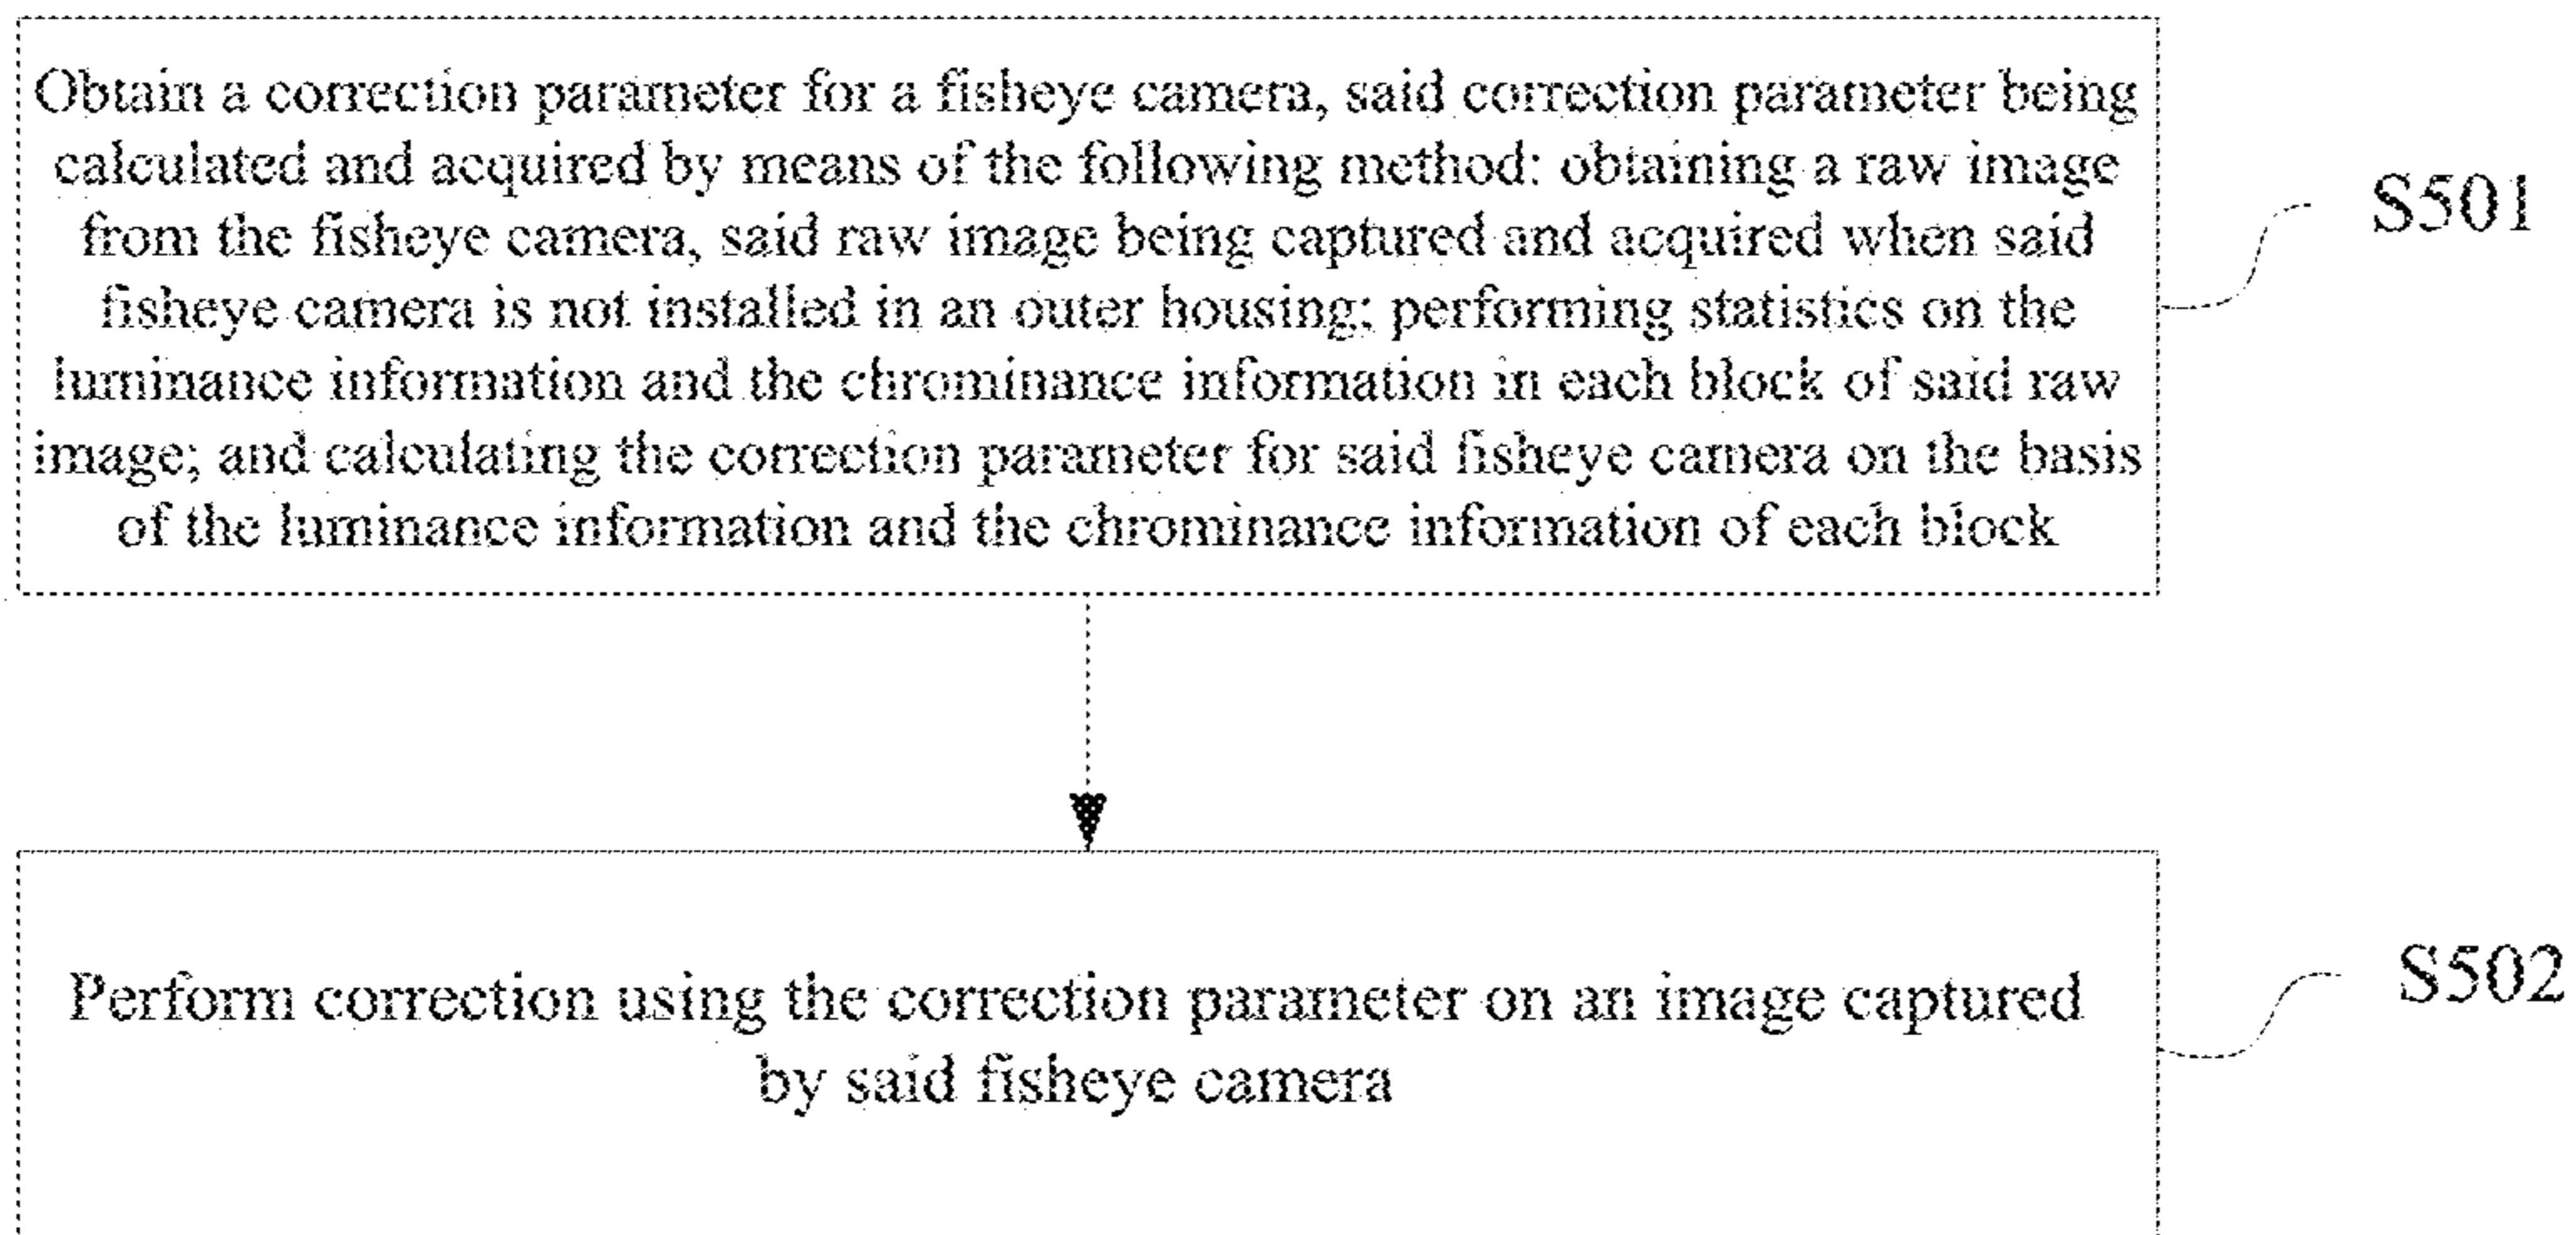 Obtain a correction parameter for a fisheye camera, said correction parameter being
calculated and acquired by means of the following method: obtaining a raw image
from the fisheye camera, said raw image being captured and acquired when said
fisheye camera is not installed in an outer housing; performing statistics on the
luminance information and the chrominance information in each block of said raw
image; and calculating the correction parameter for said fisheye camera on the basis
of the luminance information and the chrominance information of each block
S501
Perform correction using the correction parameter on an image captured
by said fisheye camera
S502